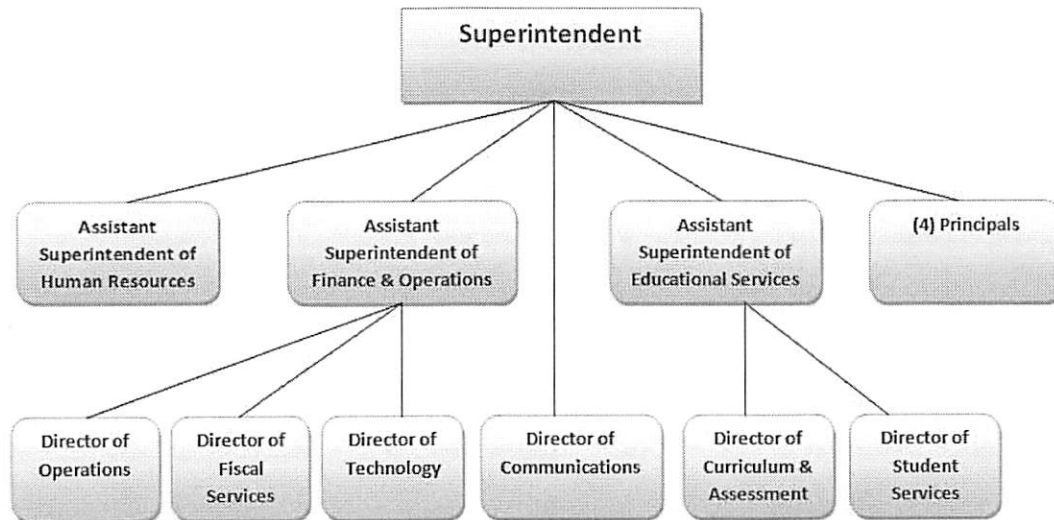 Superintendent
Assistant
Superintendent of
Human Resources
Assistant
Superintendent of
Finance & Operations
Assistant
Superintendent of
Educational Services
(4) Principals
Director of
Operations
Director of
Fiscal
Services
Director of
Technology
Director of
Communications
Director of
Curriculum &
Assessment
Director of
Student
Services